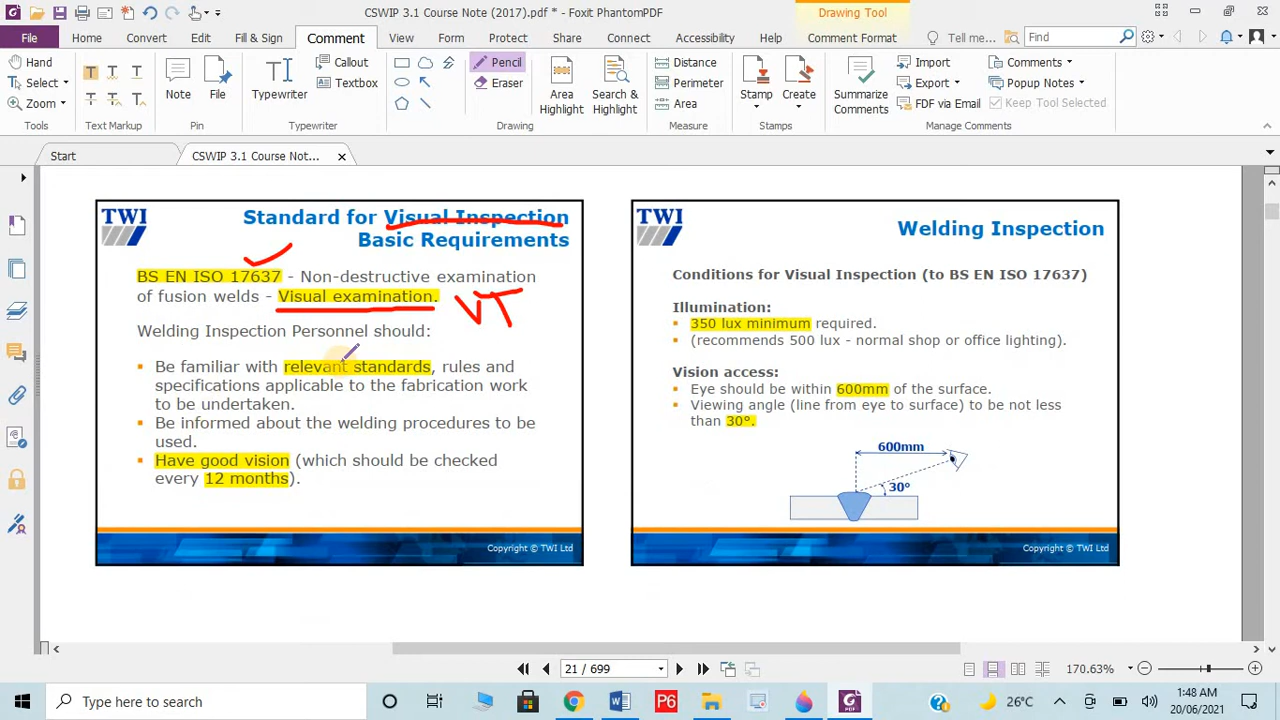 CSWIP 3.1 Course Note (2017).pdf * - Foxit PhantomPDF
Drawing Tool
File Home Convert Edit Fill & Sign Comment View Form Protect Share Connect Accessibility Help Comment Format Tell me... Find
Hand
Select
Zoom
Tools
T T T
T T T
Text Markup
Note
File
Pin
Typewriter
Callout
Textbox
Typewriter
Pencil
Eraser
Area Highlight
Search & Highlight
Drawing
Distance
Perimeter
Area
Measure
Stamp
Create
Stamps
Summarize Comments
Import
Export
FDF via Email
Comments
Popup Notes
Keep Tool Selected
Manage Comments
Start
CSWIP 3.1 Course Not...
TWI
Standard for Visual Inspection
Basic Requirements
BS EN ISO 17637 - Non-destructive examination
of fusion welds - Visual examination.
VT
Welding Inspection Personnel should:
Be familiar with relevant standards, rules and
specifications applicable to the fabrication work
to be undertaken.
Be informed about the welding procedures to be
used.
Have good vision (which should be checked
every 12 months).
Copyright © TWI Ltd
TWI
Welding Inspection
Conditions for Visual Inspection (to BS EN ISO 17637)
Illumination:
350 lux minimum required.
(recommends 500 lux - normal shop or office lighting).
Vision access:
Eye should be within 600mm of the surface.
Viewing angle (line from eye to surface) to be not less
than 30°.
600mm
30°
Copyright © TWI Ltd
21 / 699
170.63%
Type here to search
P6
PDF
26°C
1:48 AM
20/06/2021